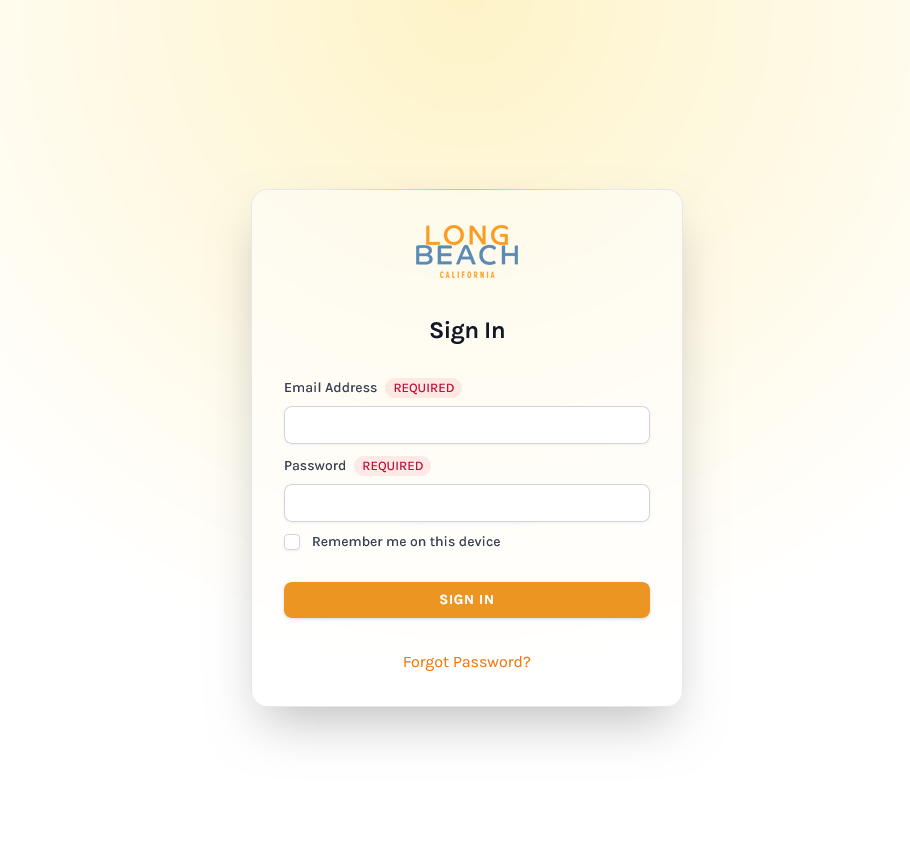 LONG
BEACH
CALIFORNIA
Sign In
Email Address REQUIRED
Password REQUIRED
Remember me on this device
SIGN IN
Forgot Password?